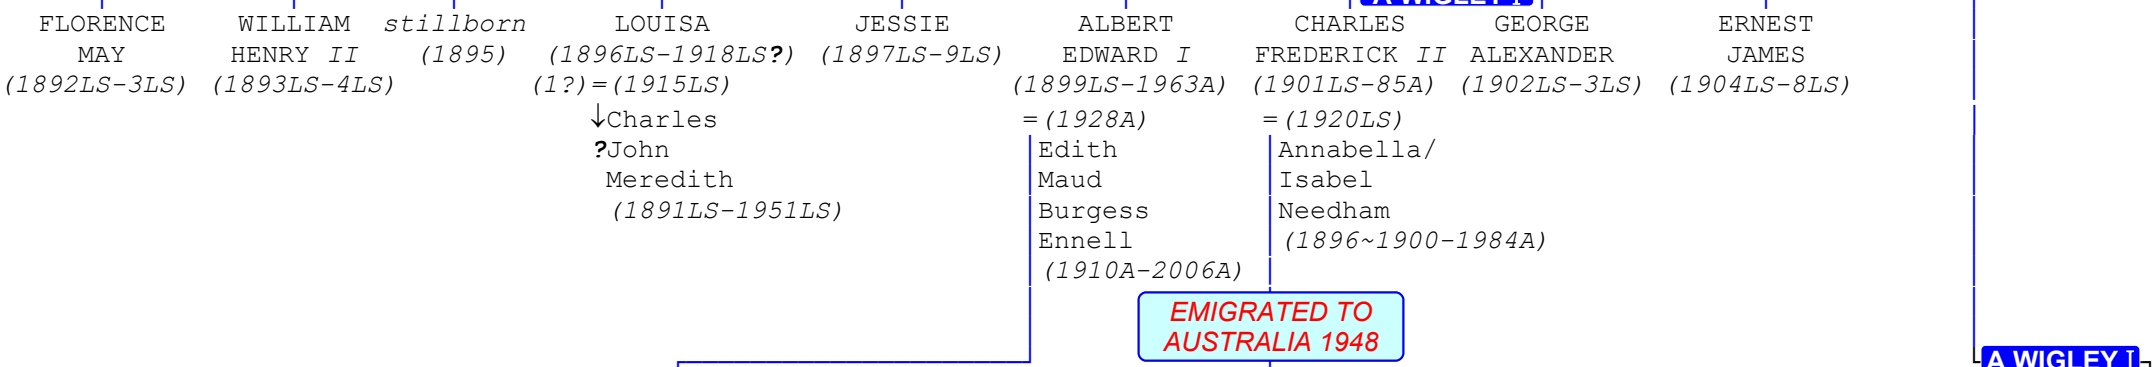 A WIGLEY I
FLORENCE WILLIAM stillborn LOUISA JESSIE ALBERT CHARLES GEORGE ERNEST
MAY HENRY II (1895) (1896LS-1918LS?) (1897LS-9LS) EDWARD I FREDERICK II ALEXANDER JAMES
(1892LS-3LS) (1893LS-4LS) (1?)=(1915LS) (1899LS-1963A) (1901LS-85A) (1902LS-3LS) (1904LS-8LS)
↓Charles =(1928A) =(1920LS)
?John Edith Annabella/
Meredith Maud Isabel
(1891LS-1951LS) Burgess Needham
Ennell (1896~1900-1984A)
(1910A-2006A)
EMIGRATED TO
AUSTRALIA 1948
A WIGLEY I